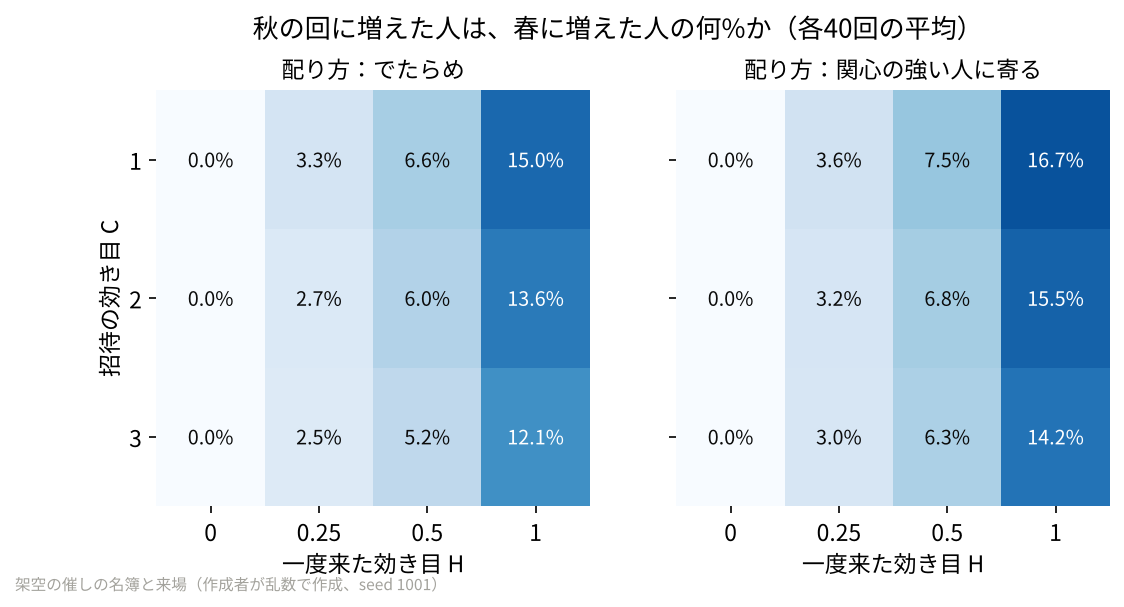 秋の回に増えた人は、春に増えた人の何%か（各40回の平均）
配り方：でたらめ
配り方：関心の強い人に寄る
招待の効き目 C
1
0.0% 3.3% 6.6% 15.0%
0.0% 3.6% 7.5% 16.7%
2
0.0% 2.7% 6.0% 13.6%
0.0% 3.2% 6.8% 15.5%
3
0.0% 2.5% 5.2% 12.1%
0.0% 3.0% 6.3% 14.2%
0 0.25 0.5 1
0 0.25 0.5 1
一度来た効き目 H
一度来た効き目 H
架空の催しの名簿と来場（作成者が乱数で作成、seed 1001）